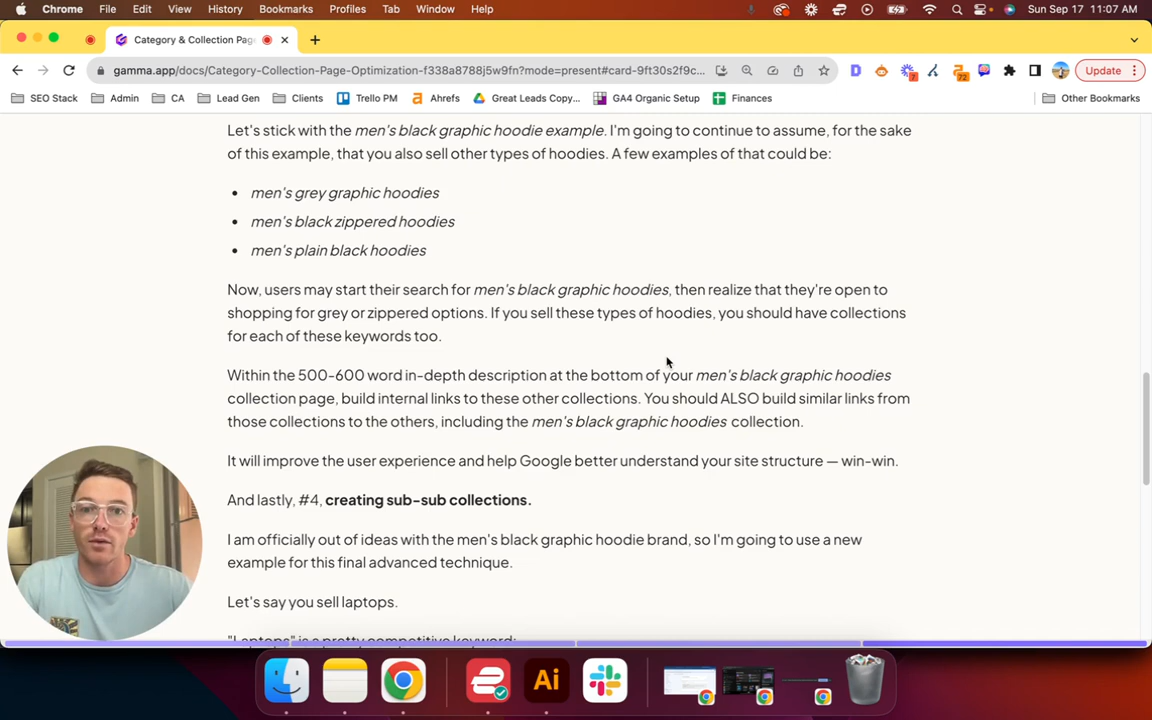 Chrome File Edit View History Bookmarks Profiles Tab Window Help Sun Sep 17 11:07 AM
Category & Collection Pag
gamma.app/docs/Category-Collection-Page-Optimization-f338a8788j5w9fn?mode=present#card-9ft30s2f9c... 7 72 Update
SEO Stack Admin CA Lead Gen Clients Trello PM Ahrefs Great Leads Copy... GA4 Organic Setup Finances Other Bookmarks
Let's stick with the men's black graphic hoodie example. I'm going to continue to assume, for the sake
of this example, that you also sell other types of hoodies. A few examples of that could be:
• men's grey graphic hoodies
• men's black zippered hoodies
• men's plain black hoodies
Now, users may start their search for men's black graphic hoodies, then realize that they're open to
shopping for grey or zippered options. If you sell these types of hoodies, you should have collections
for each of these keywords too.
Within the 500-600 word in-depth description at the bottom of your men's black graphic hoodies
collection page, build internal links to these other collections. You should ALSO build similar links from
those collections to the others, including the men's black graphic hoodies collection.
It will improve the user experience and help Google better understand your site structure — win-win.
And lastly, #4, creating sub-sub collections.
I am officially out of ideas with the men's black graphic hoodie brand, so I'm going to use a new
example for this final advanced technique.
Let's say you sell laptops.
"Laptops" is a pretty competitive keyword:
Ai